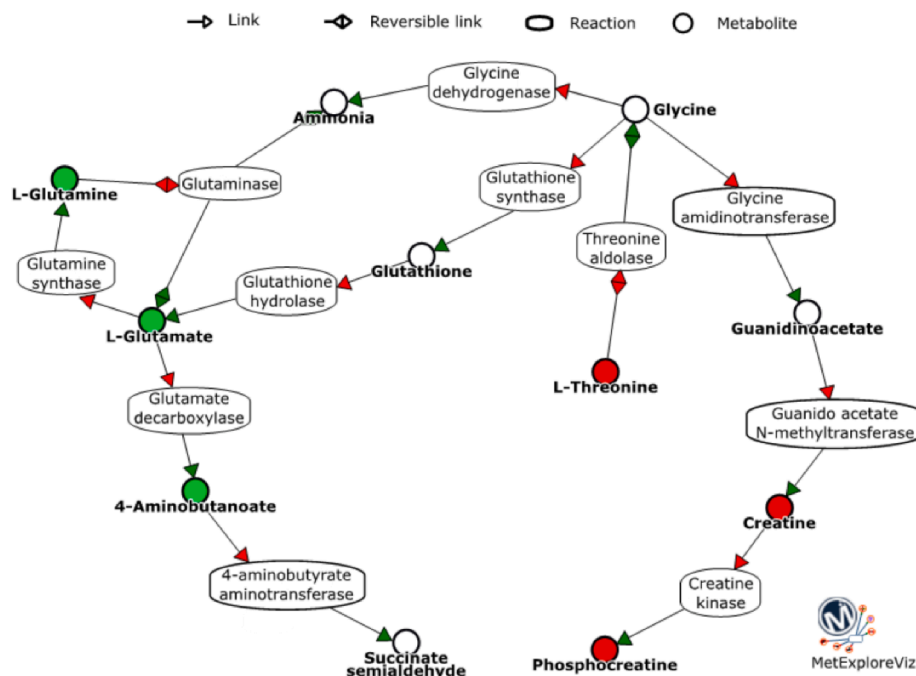 Link
Reversible link
Reaction
Metabolite
Glycine
dehydrogenase
Ammonia
Glycine
L-Glutamine
Glutaminase
Glutathione
synthase
Glycine
amidinotransferase
Glutamine
synthase
Glutathione
hydrolase
Glutathione
Threonine
aldolase
L-Glutamate
Guanidinoacetate
L-Threonine
Glutamate
decarboxylase
Guanido acetate
N-methyltransferase
4-Aminobutanoate
Creatine
4-aminobutyrate
aminotransferase
Creatine
kinase
Succinate
semialdehyde
Phosphocreatine
M
MetExploreViz